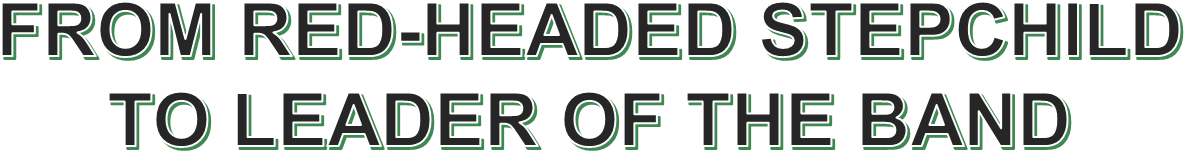 FROM RED-HEADED STEPCHILD
TO LEADER OF THE BAND